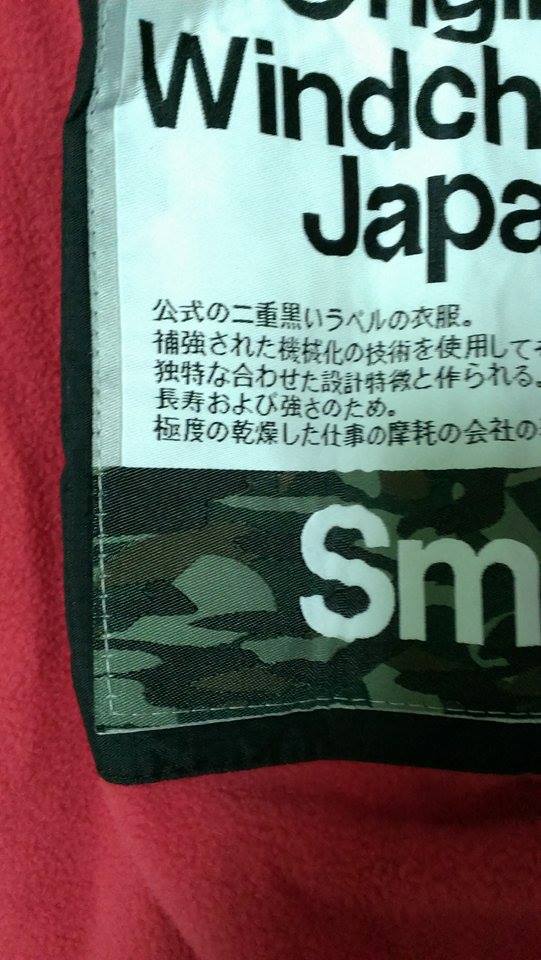 Origin
Windch
Japa
公式の二重黒いラベルの衣服。
補強された機械化の技術を使用してそ
独特な合わせた設計特徴と作られる。
長寿および強さのため。
極度の乾燥した仕事の摩耗の会社の
Sm